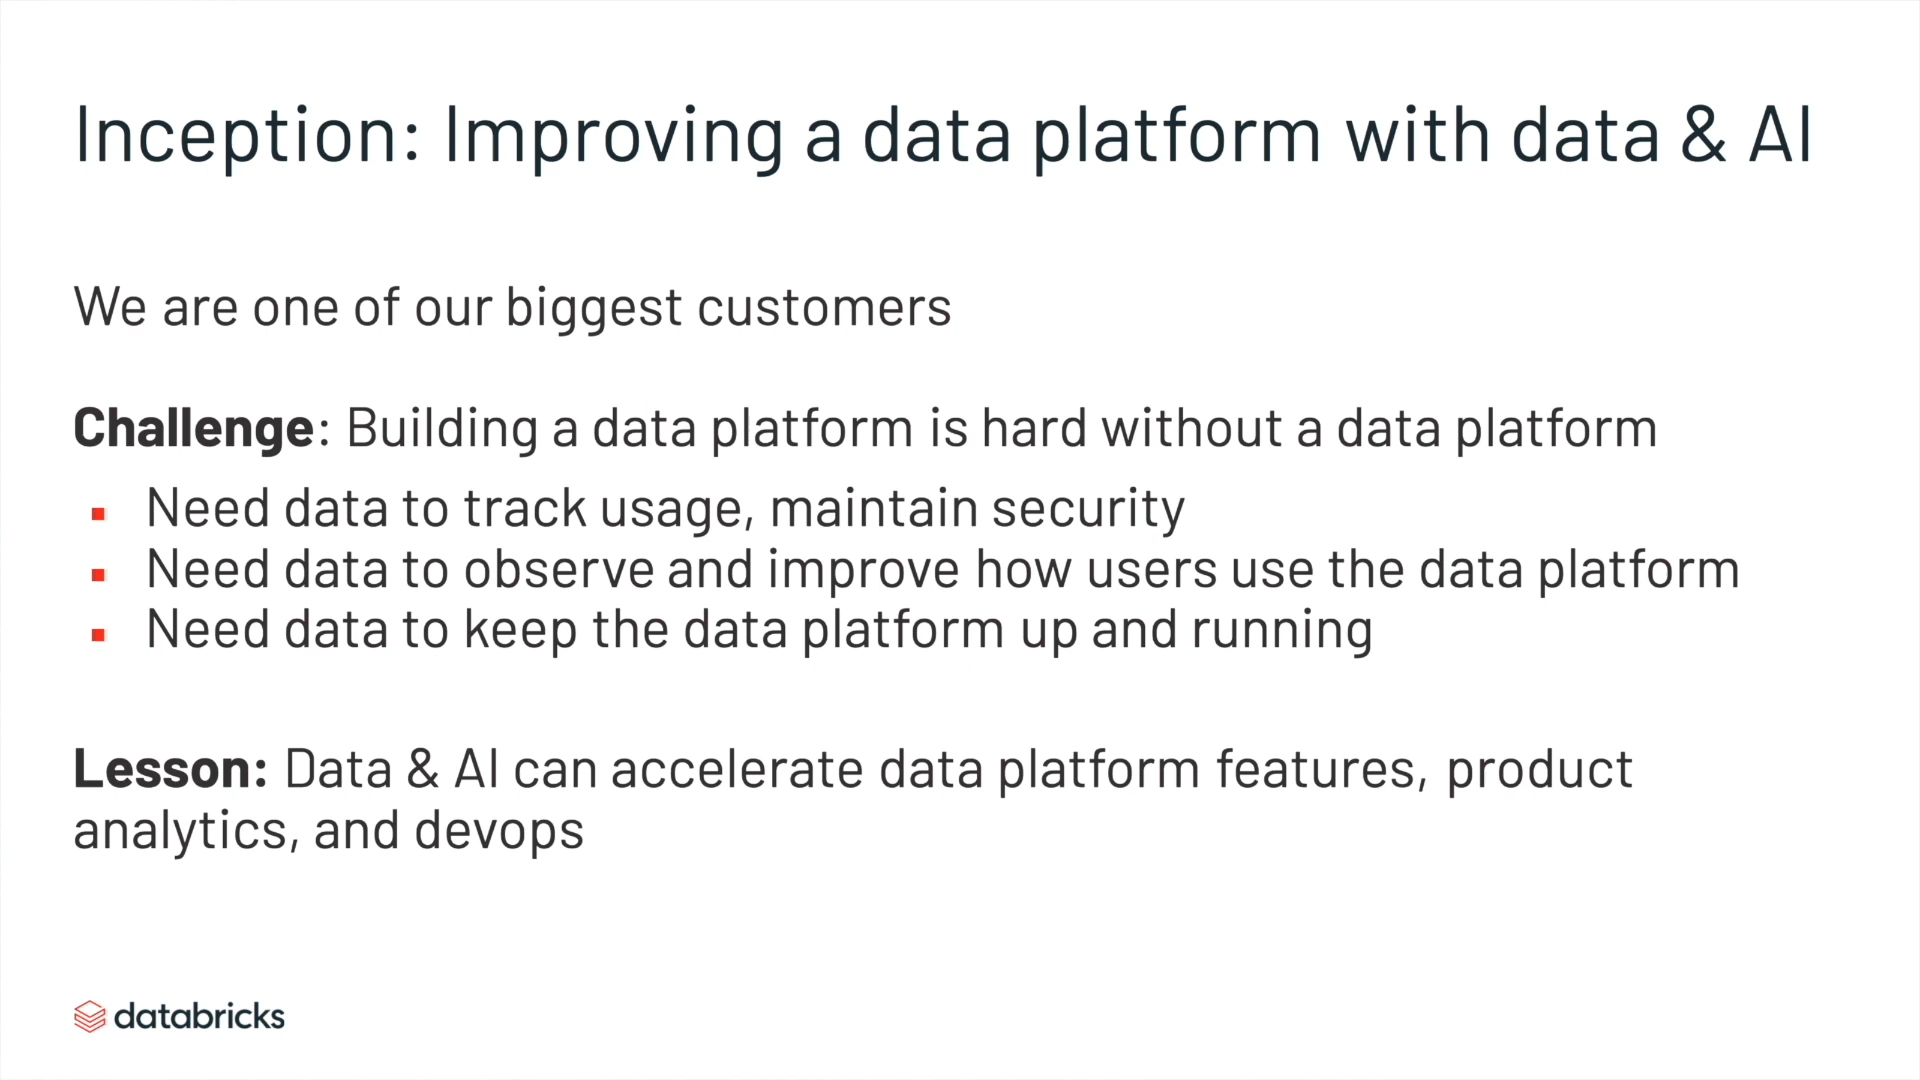 Inception: Improving a data platform with data & AI
We are one of our biggest customers
Challenge: Building a data platform is hard without a data platform
▪ Need data to track usage, maintain security
▪ Need data to observe and improve how users use the data platform
▪ Need data to keep the data platform up and running
Lesson: Data & AI can accelerate data platform features, product
analytics, and devops
databricks